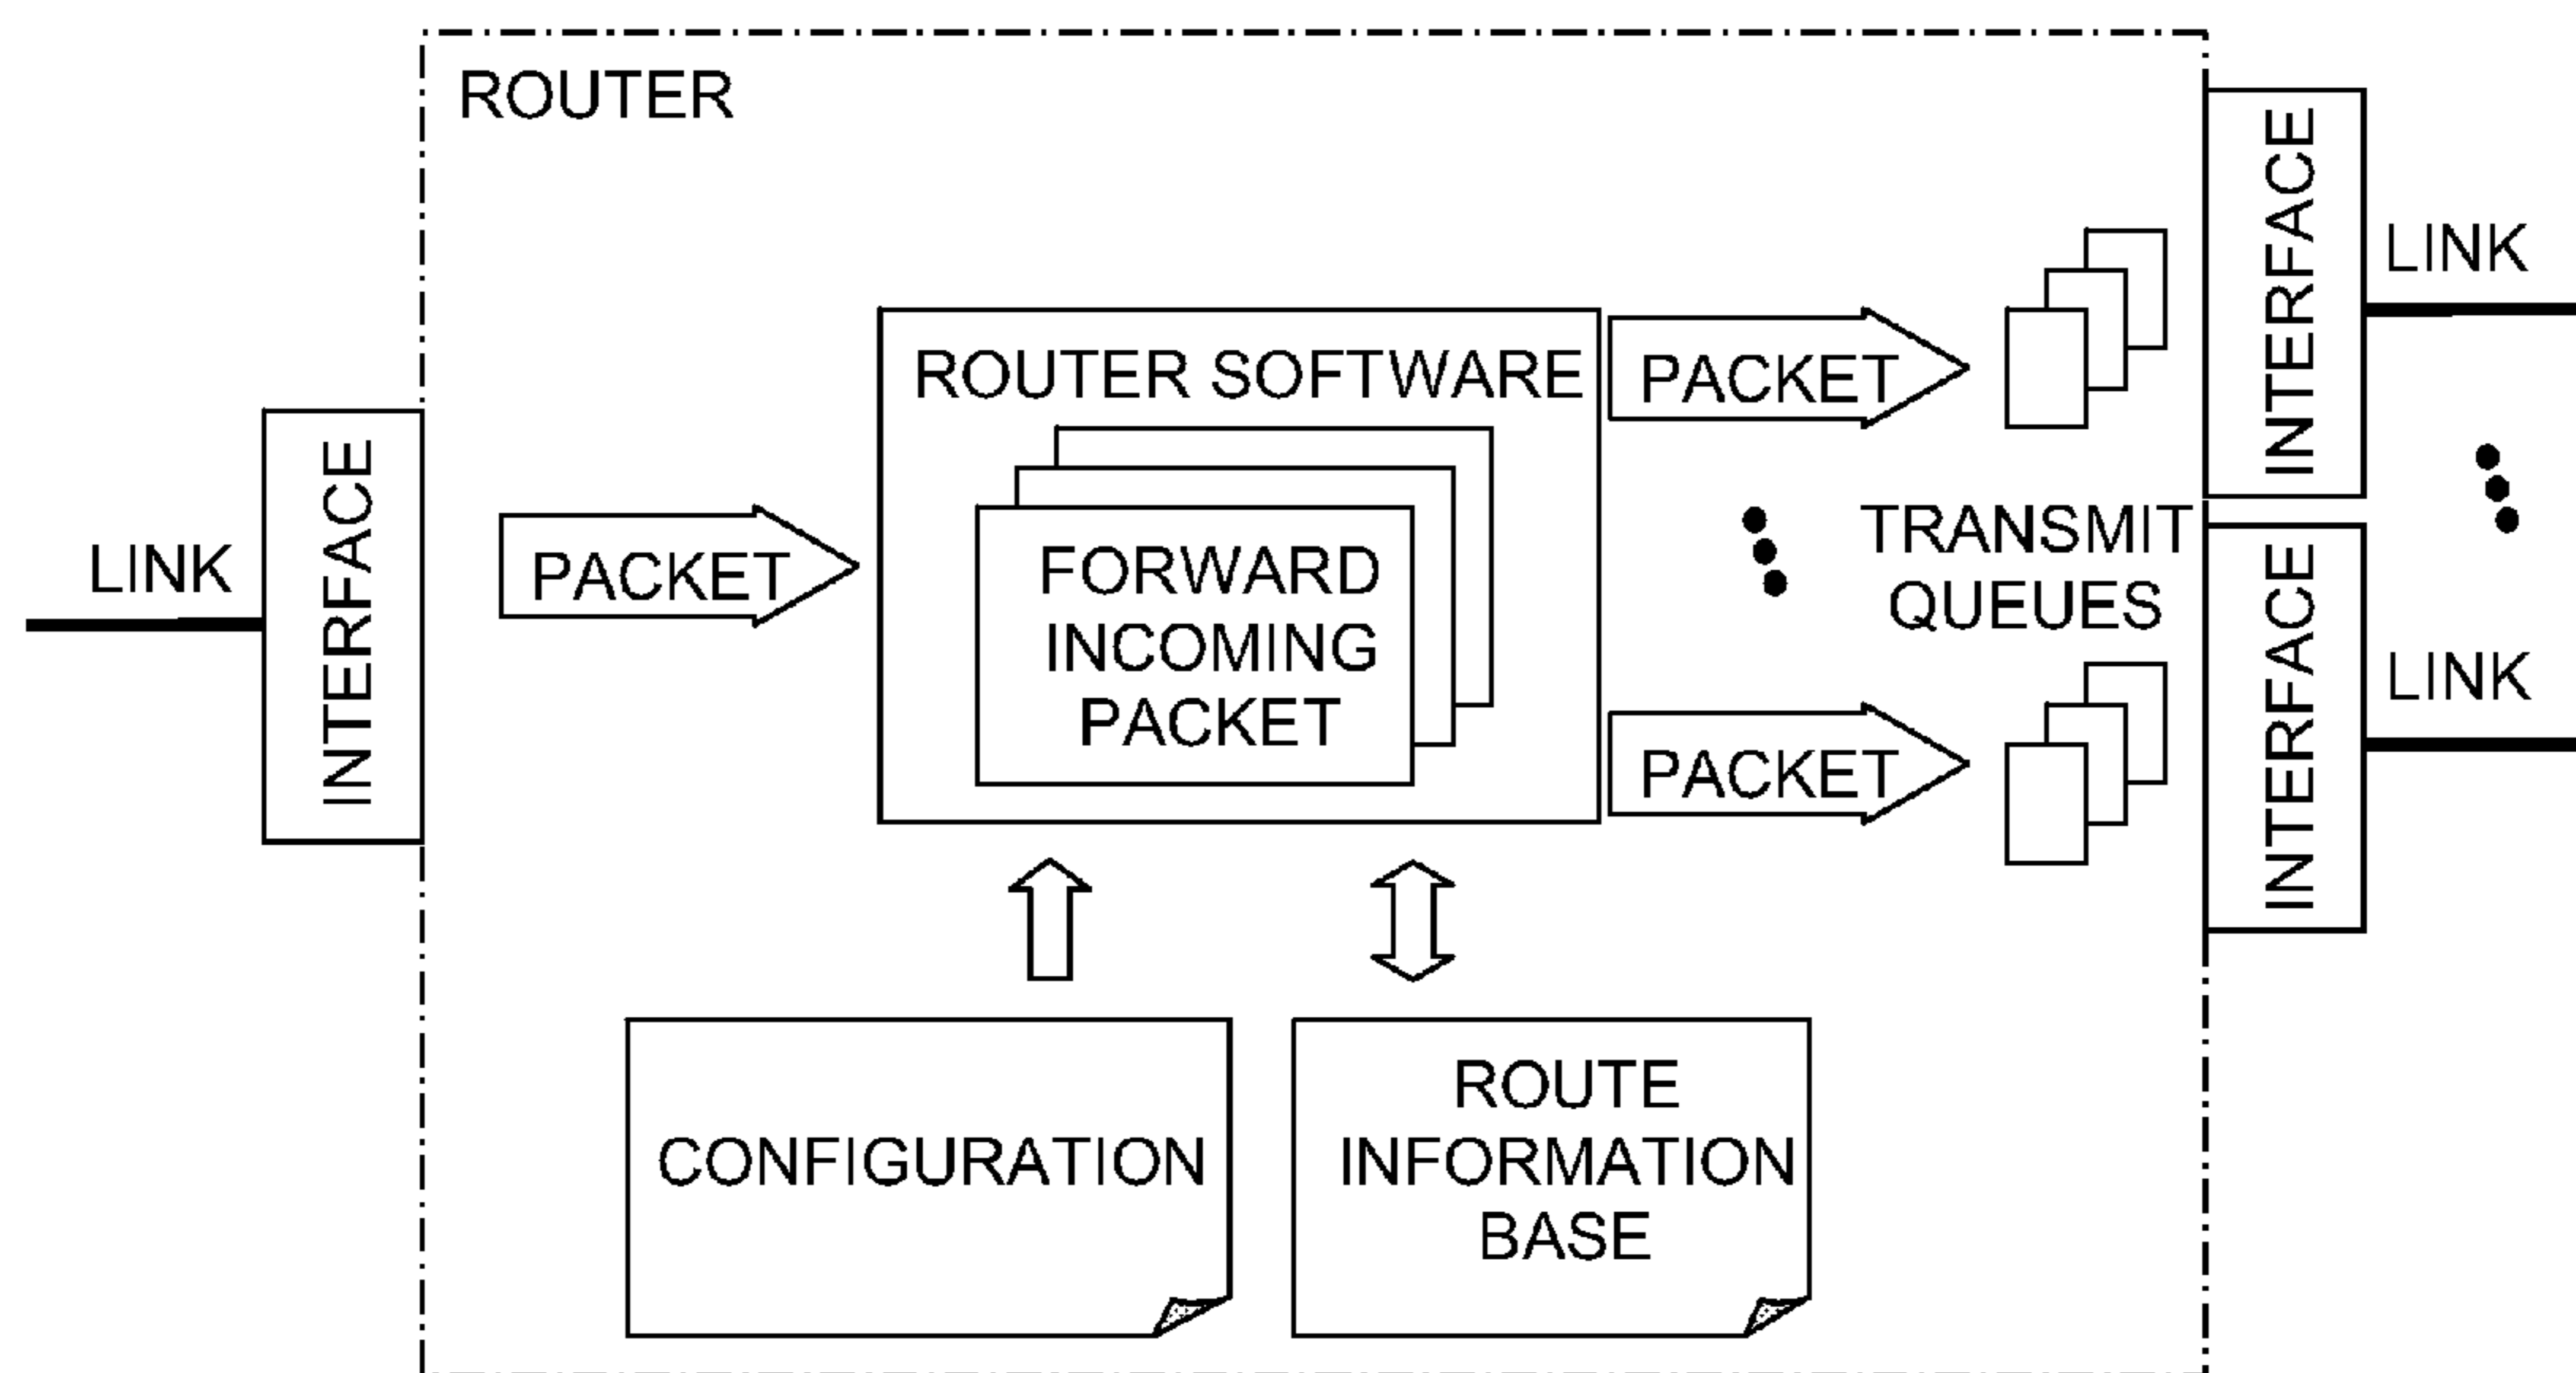 ROUTER
LINK
INTERFACE
PACKET
ROUTER SOFTWARE
FORWARD
INCOMING
PACKET
PACKET
PACKET
TRANSMIT
QUEUES
INTERFACE
LINK
INTERFACE
LINK
CONFIGURATION
ROUTE
INFORMATION
BASE